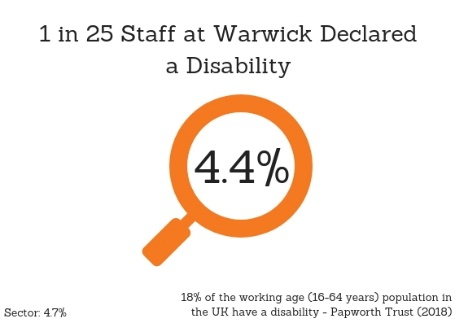 1 in 25 Staff at Warwick Declared
a Disability
4.4%
18% of the working age (16-64 years) population in
the UK have a disability - Papworth Trust (2018)
Sector: 4.7%